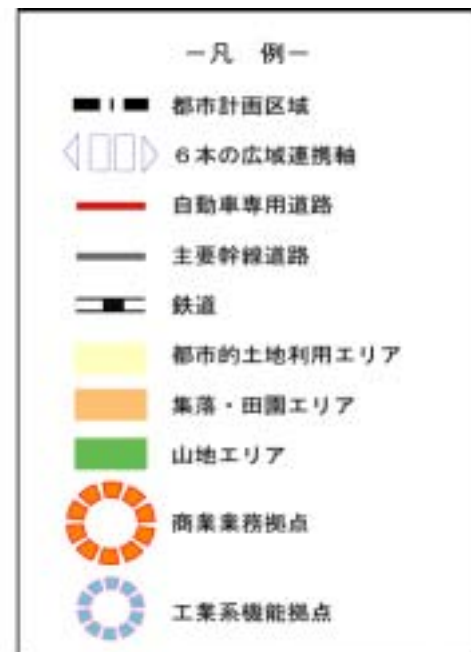 －凡　例－
都市計画区域
６本の広域連携軸
自動車専用道路
主要幹線道路
鉄道
都市的土地利用エリア
集落・田園エリア
山地エリア
商業業務拠点
工業系機能拠点